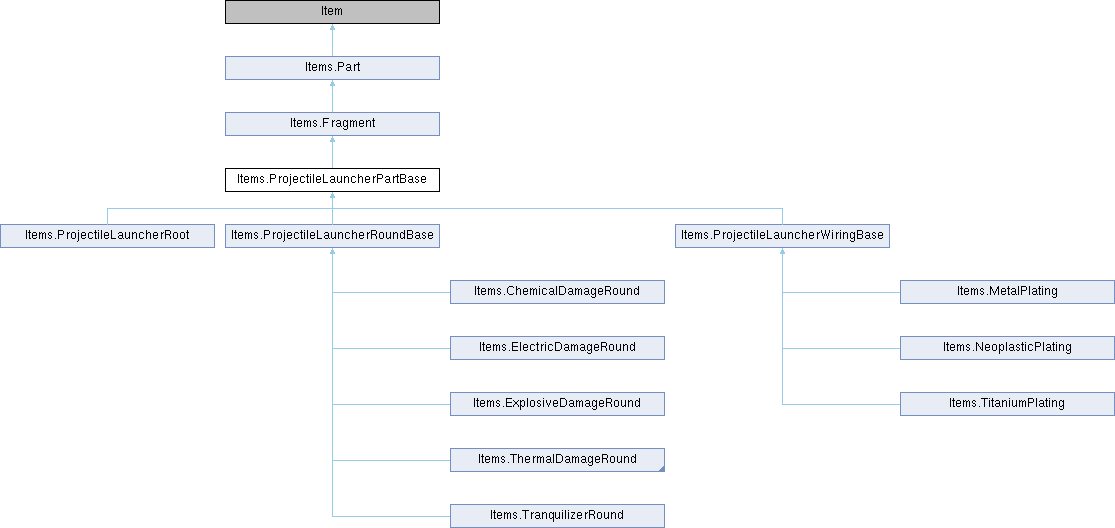 Item
Items.Part
Items.Fragment
Items.ProjectileLauncherPartBase
Items.ProjectileLauncherRoot
Items.ProjectileLauncherRoundBase
Items.ProjectileLauncherWiringBase
Items.ChemicalDamageRound
Items.MetalPlating
Items.ElectricDamageRound
Items.NeoplasticPlating
Items.ExplosiveDamageRound
Items.TitaniumPlating
Items.ThermalDamageRound
Items.TranquilizerRound